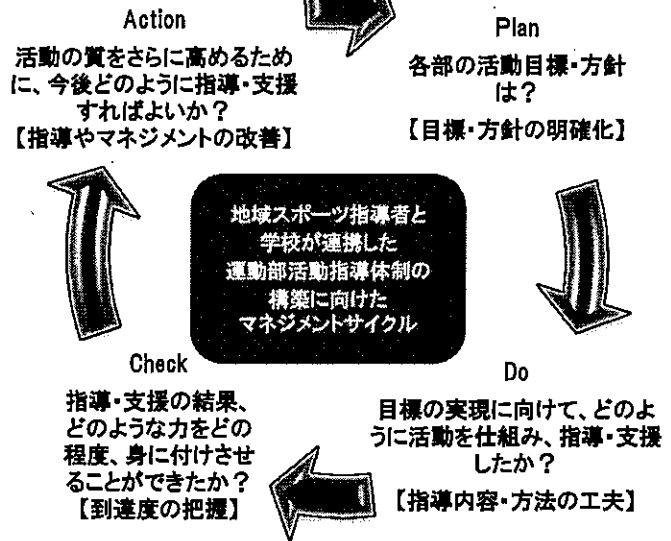 Action
活動の質をさらに高めるため
に、今後どのように指導・支援
すればよいか？
【指導やマネジメントの改善】
Plan
各部の活動目標・方針
は？
【目標・方針の明確化】
地域スポーツ指導者と
学校が連携した
運動部活動指導体制の
構築に向けた
マネジメントサイクル
Check
指導・支援の結果、
どのような力をどの
程度、身に付けさせ
ることができたか？
【到達度の把握】
Do
目標の実現に向けて、どのよ
うに活動を仕組み、指導・支援
したか？
【指導内容・方法の工夫】